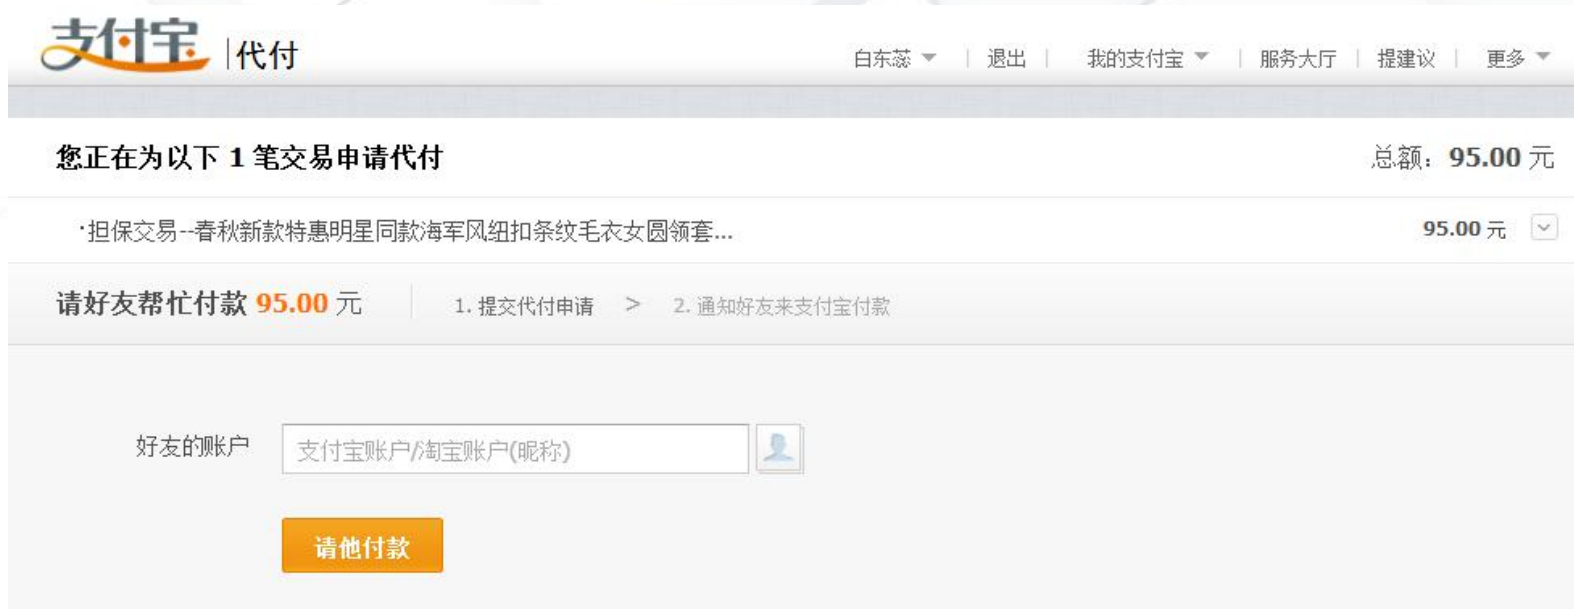 支付宝 | 代付
白东蕊 | 退出 | 我的支付宝 | 服务大厅 | 提建议 | 更多
您正在为以下 1 笔交易申请代付 总额：95.00 元
·担保交易--春秋新款特惠明星同款海军风纽扣条纹毛衣女圆领套... 95.00 元
请好友帮忙付款 95.00 元 1. 提交代付申请 > 2. 通知好友来支付宝付款
好友的账户 支付宝账户/淘宝账户(昵称)
请他付款